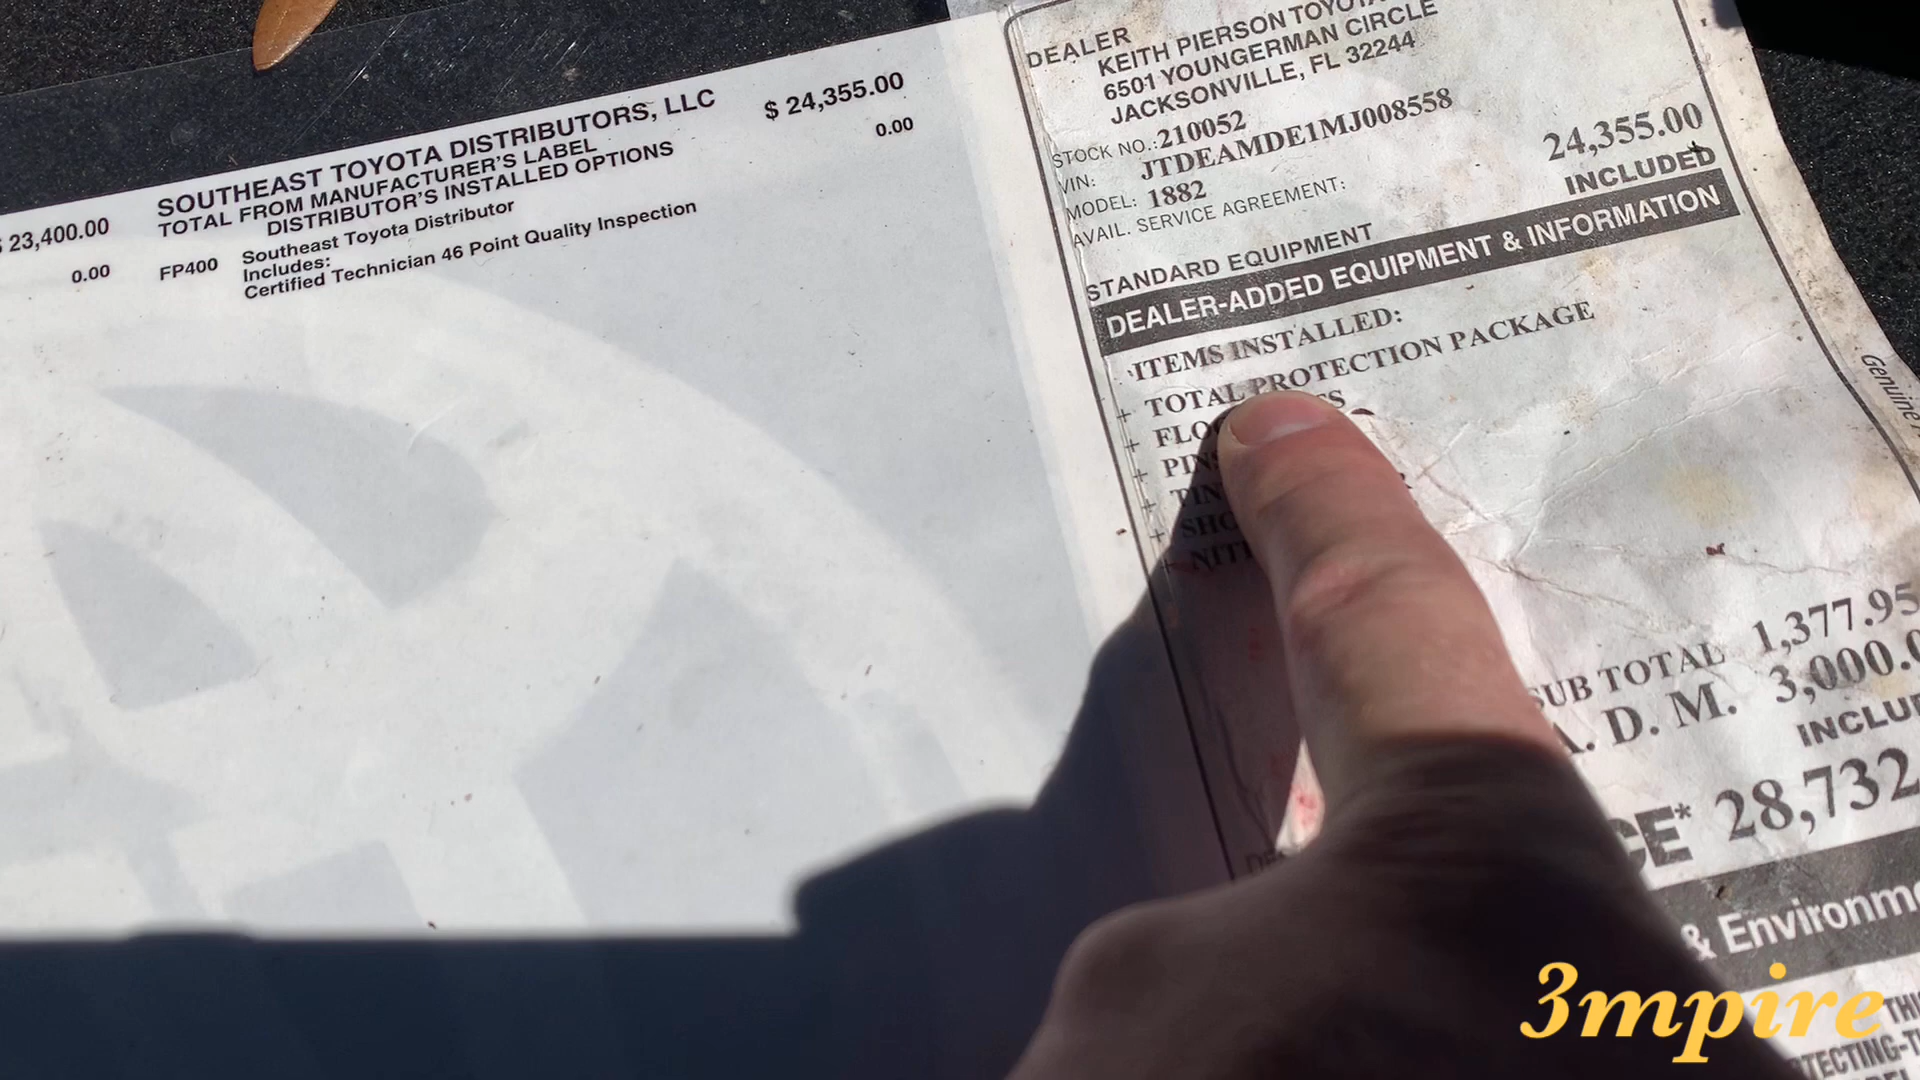 SOUTHEAST TOYOTA DISTRIBUTORS, LLC
TOTAL FROM MANUFACTURER'S LABEL $ 24,355.00
DISTRIBUTOR'S INSTALLED OPTIONS
$ 23,400.00
0.00 FP400 Southeast Toyota Distributor 0.00
Includes:
Certified Technician 46 Point Quality Inspection
DEALER
KEITH PIERSON TOYOTA
6501 YOUNGERMAN CIRCLE
JACKSONVILLE, FL 32244
STOCK NO.: 210052
VIN: JTDEAMDE1MJ008558
MODEL: 1882
AVAIL. SERVICE AGREEMENT:
24,355.00
STANDARD EQUIPMENT INCLUDED
DEALER-ADDED EQUIPMENT & INFORMATION
ITEMS INSTALLED:
+ TOTAL PROTECTION PACKAGE
+
+
+
+
SUB TOTAL 1,377.95
A. D. M. 3,000.0
28,732
& Environm
Genuine
3mpire